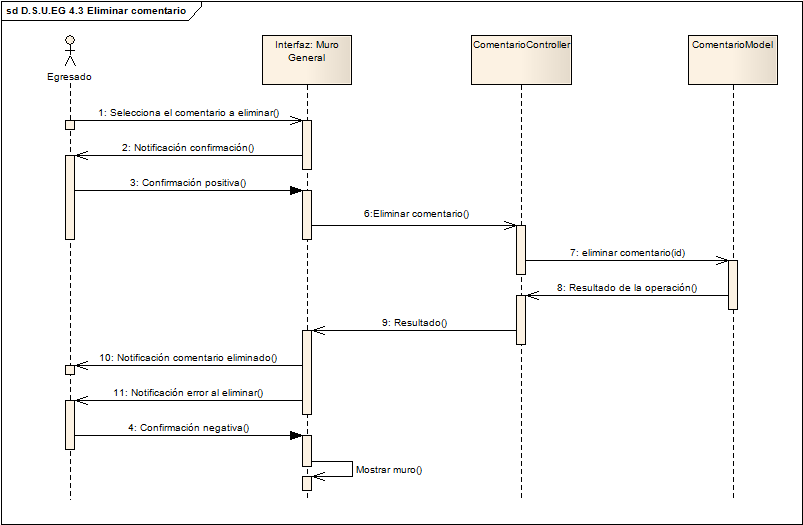 sd D.S.U.EG 4.3 Eliminar comentario
Egresado
Interfaz: Muro
General
ComentarioController
ComentarioModel
1: Selecciona el comentario a eliminar()
2: Notificación confirmación()
3: Confirmación positiva()
6:Eliminar comentario()
7: eliminar comentario(id)
8: Resultado de la operación()
9: Resultado()
10: Notificación comentario eliminado()
11: Notificación error al eliminar()
4: Confirmación negativa()
Mostrar muro()